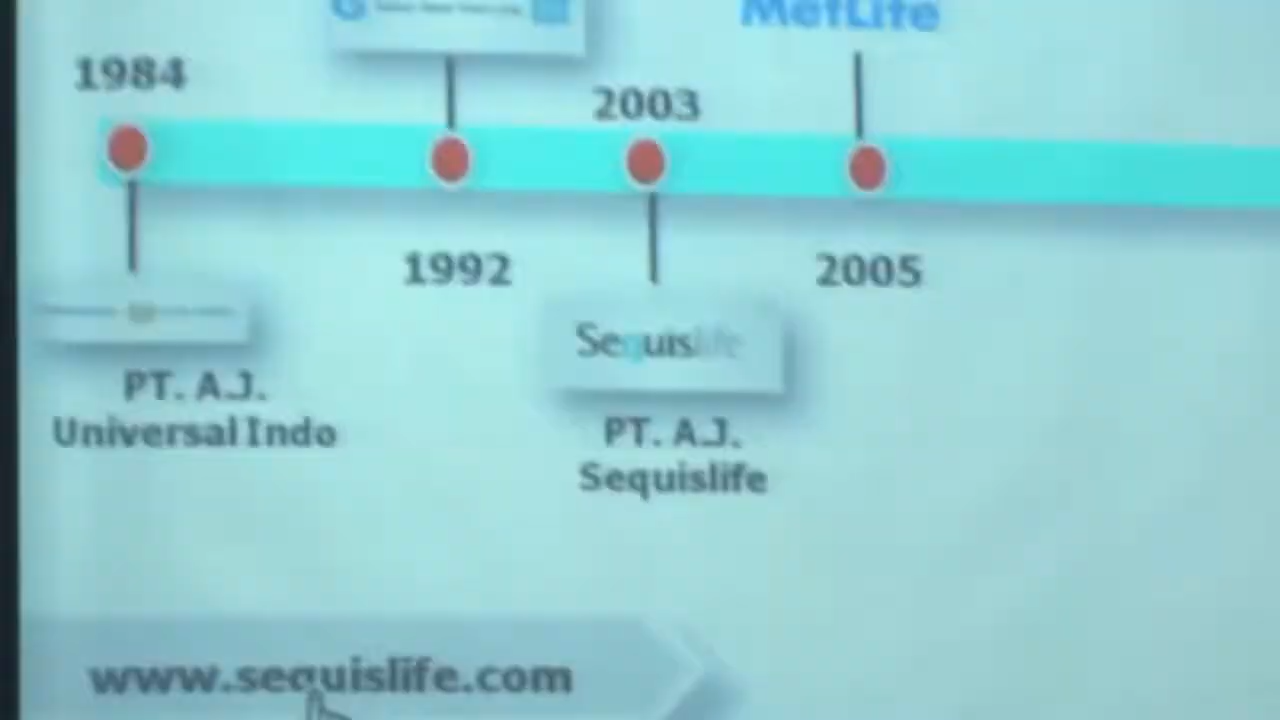 MetLife
1984
2003
1992
2005
Sequislife
PT. A.J.
Universal Indo
PT. A.J.
Sequislife
www.sequislife.com